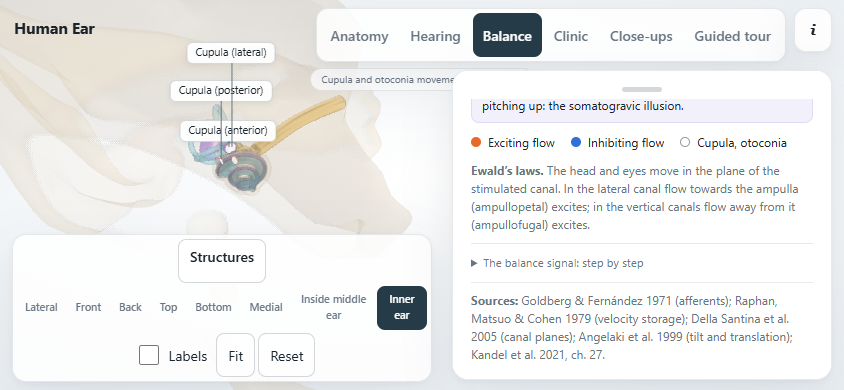 Human Ear
Anatomy
Hearing
Balance
Clinic
Close-ups
Guided tour
i
Cupula (lateral)
Cupula (posterior)
Cupula (anterior)
Cupula and otoconia
pitching up: the somatogravic illusion.
Exciting flow
Inhibiting flow
Cupula, otoconia
Ewald's laws. The head and eyes move in the plane of the
stimulated canal. In the lateral canal flow towards the ampulla
(ampullopetal) excites; in the vertical canals flow away from it
(ampullofugal) excites.
The balance signal: step by step
Sources: Goldberg & Fernández 1971 (afferents); Raphan,
Matsuo & Cohen 1979 (velocity storage); Della Santina et al.
2005 (canal planes); Angelaki et al. 1999 (tilt and translation);
Kandel et al. 2021, ch. 27.
Structures
Lateral
Front
Back
Top
Bottom
Medial
Inside middle
ear
Inner
ear
Labels
Fit
Reset